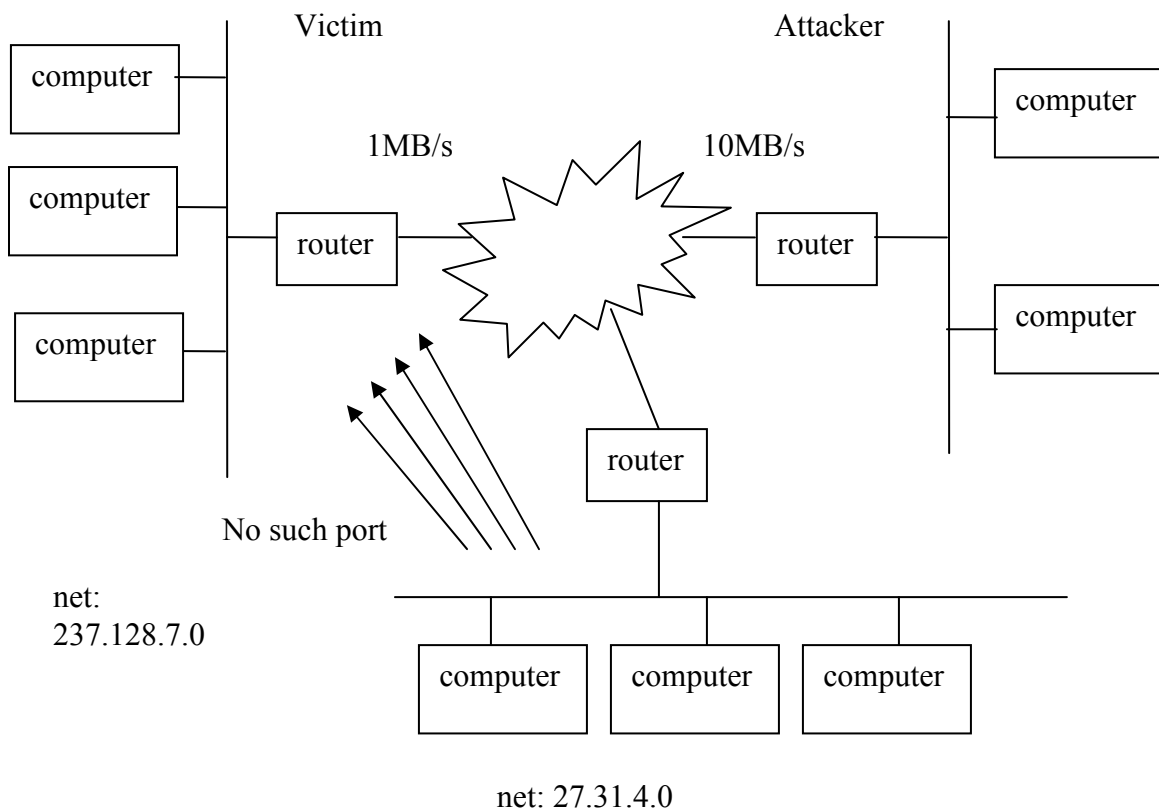 Victim
Attacker
computer
computer
1MB/s
10MB/s
computer
router
router
computer
computer
router
No such port
net:
237.128.7.0
computer
computer
computer
net: 27.31.4.0